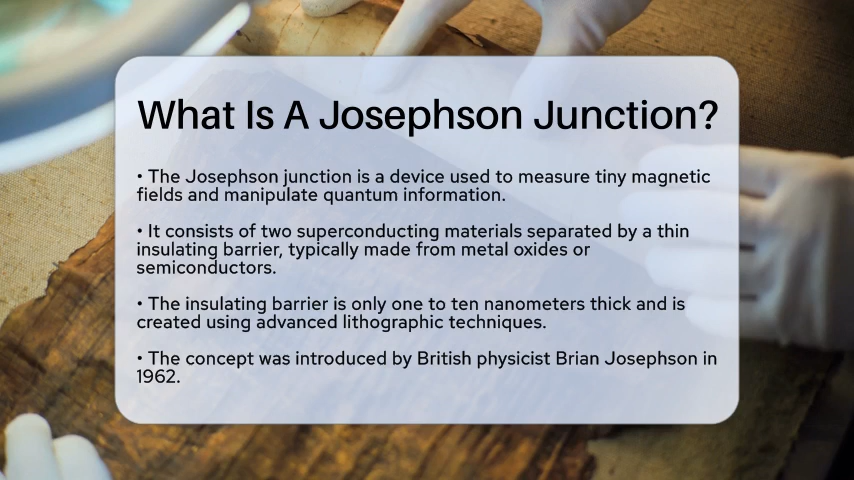 What Is A Josephson Junction?
• The Josephson junction is a device used to measure tiny magnetic
fields and manipulate quantum information.
• It consists of two superconducting materials separated by a thin
insulating barrier, typically made from metal oxides or
semiconductors.
• The insulating barrier is only one to ten nanometers thick and is
created using advanced lithographic techniques.
• The concept was introduced by British physicist Brian Josephson in
1962.